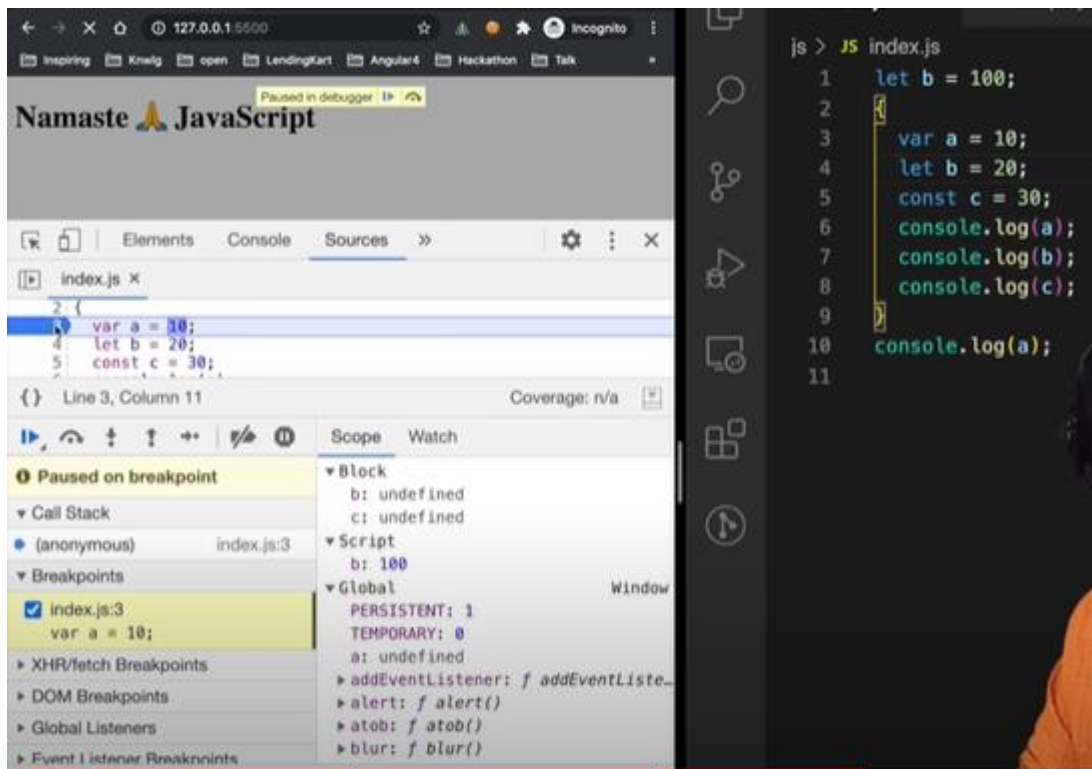 127.0.0.1:5500 Incognito
Inspiring Knwlg open LendingKart Angular4 Hackathon Talk »
Paused in debugger
Namaste 🙏 JavaScript
Elements Console Sources »
index.js ×
2 {
3 var a = 10;
4 let b = 20;
5 const c = 30;
{ } Line 3, Column 11 Coverage: n/a
Paused on breakpoint
▾ Call Stack
(anonymous) index.js:3
▾ Breakpoints
index.js:3
var a = 10;
▸ XHR/fetch Breakpoints
▸ DOM Breakpoints
▸ Global Listeners
▸ Event Listener Breakpoints
Scope Watch
▾ Block
b: undefined
c: undefined
▾ Script
b: 100
▾ Global Window
PERSISTENT: 1
TEMPORARY: 0
a: undefined
▸ addEventListener: ƒ addEventListe…
▸ alert: ƒ alert()
▸ atob: ƒ atob()
▸ blur: ƒ blur()
js > JS index.js
1 let b = 100;
2 {
3 var a = 10;
4 let b = 20;
5 const c = 30;
6 console.log(a);
7 console.log(b);
8 console.log(c);
9 }
10 console.log(a);
11